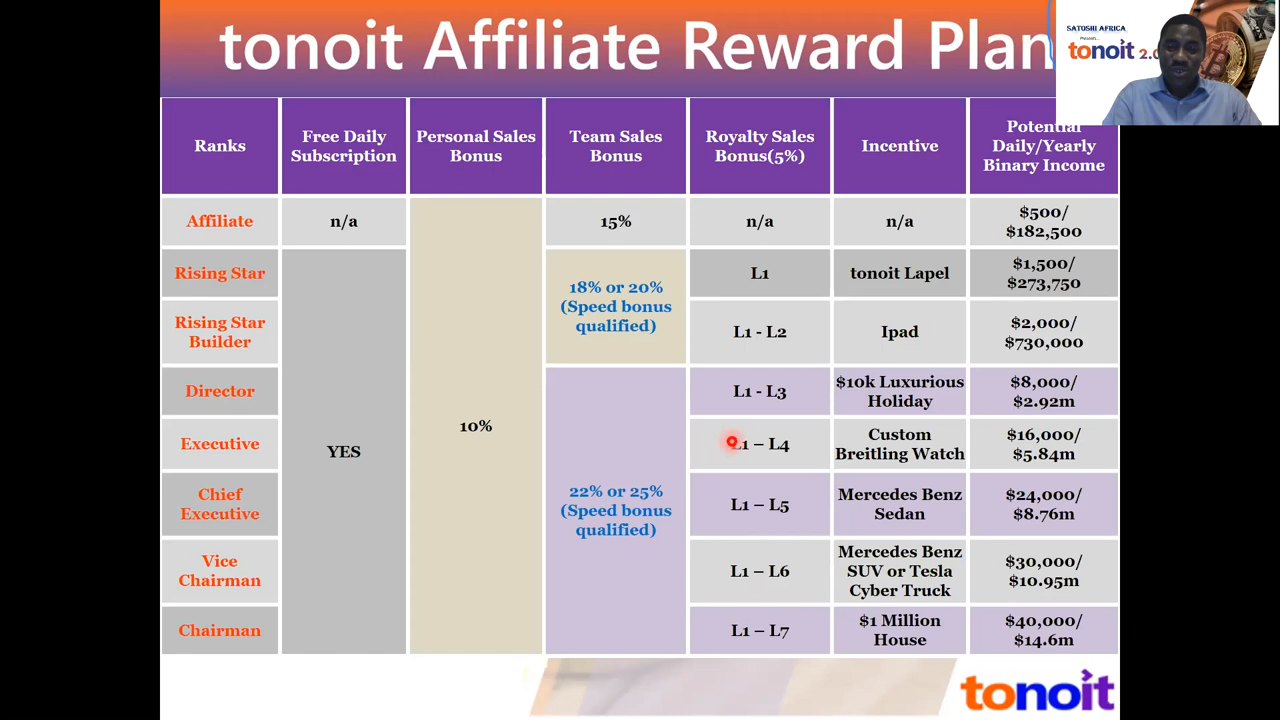 tonoit Affiliate Reward Plan
SATOSHI AFRICA
Presents...
tonoit 2.0
Ranks
Free Daily
Subscription
Personal Sales
Bonus
Team Sales
Bonus
Royalty Sales
Bonus(5%)
Incentive
Potential
Daily/Yearly
Binary Income
Affiliate
n/a
15%
n/a
n/a
$500/
$182,500
Rising Star
L1
tonoit Lapel
$1,500/
$273,750
18% or 20%
(Speed bonus
qualified)
Rising Star
Builder
L1 - L2
Ipad
$2,000/
$730,000
Director
L1 - L3
$10k Luxurious
Holiday
$8,000/
$2.92m
YES
10%
Executive
L1 – L4
Custom
Breitling Watch
$16,000/
$5.84m
22% or 25%
(Speed bonus
qualified)
Chief
Executive
L1 – L5
Mercedes Benz
Sedan
$24,000/
$8.76m
Vice
Chairman
L1 – L6
Mercedes Benz
SUV or Tesla
Cyber Truck
$30,000/
$10.95m
Chairman
L1 – L7
$1 Million
House
$40,000/
$14.6m
tonoit